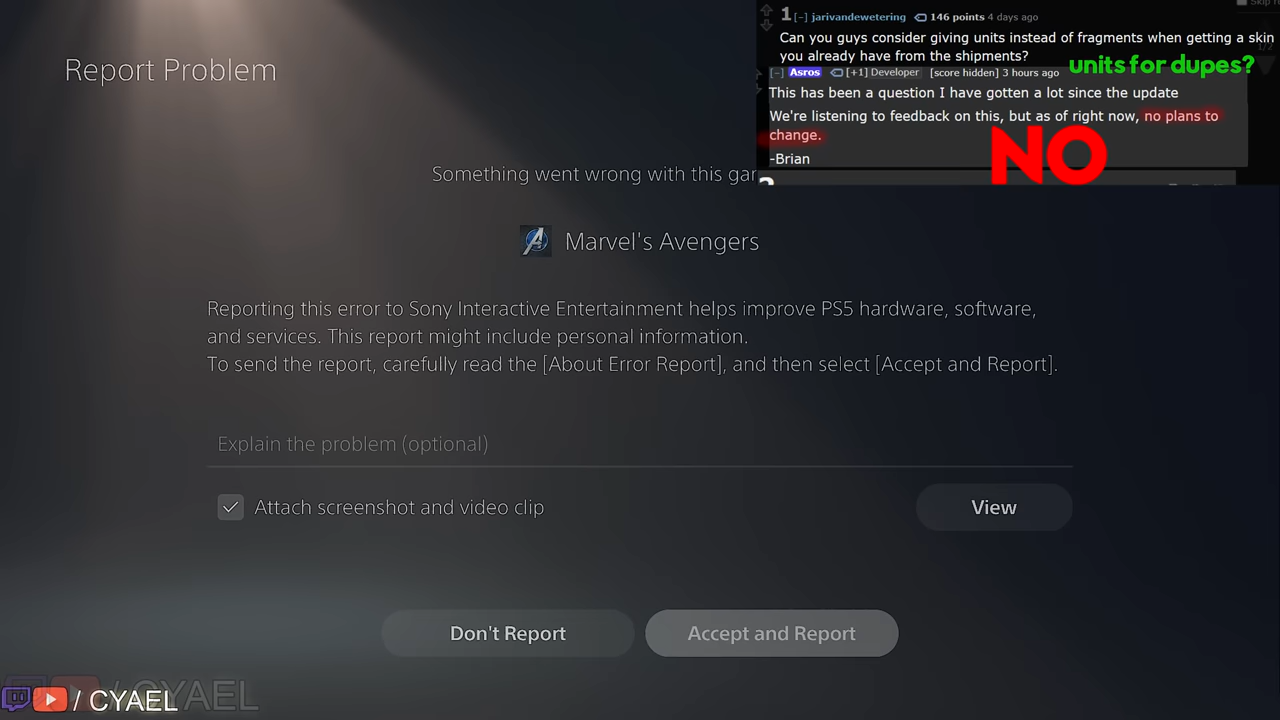 Report Problem
1 [–] jarivandewetering 146 points 4 days ago
Can you guys consider giving units instead of fragments when getting a skin
you already have from the shipments?
units for dupes?
[–] Asros [+1] Developer [score hidden] 3 hours ago
This has been a question I have gotten a lot since the update
We're listening to feedback on this, but as of right now, no plans to
change.
NO
-Brian
Something went wrong with this gar
Marvel's Avengers
Reporting this error to Sony Interactive Entertainment helps improve PS5 hardware, software,
and services. This report might include personal information.
To send the report, carefully read the [About Error Report], and then select [Accept and Report].
Explain the problem (optional)
Attach screenshot and video clip
View
Don't Report
Accept and Report
/ CYAEL